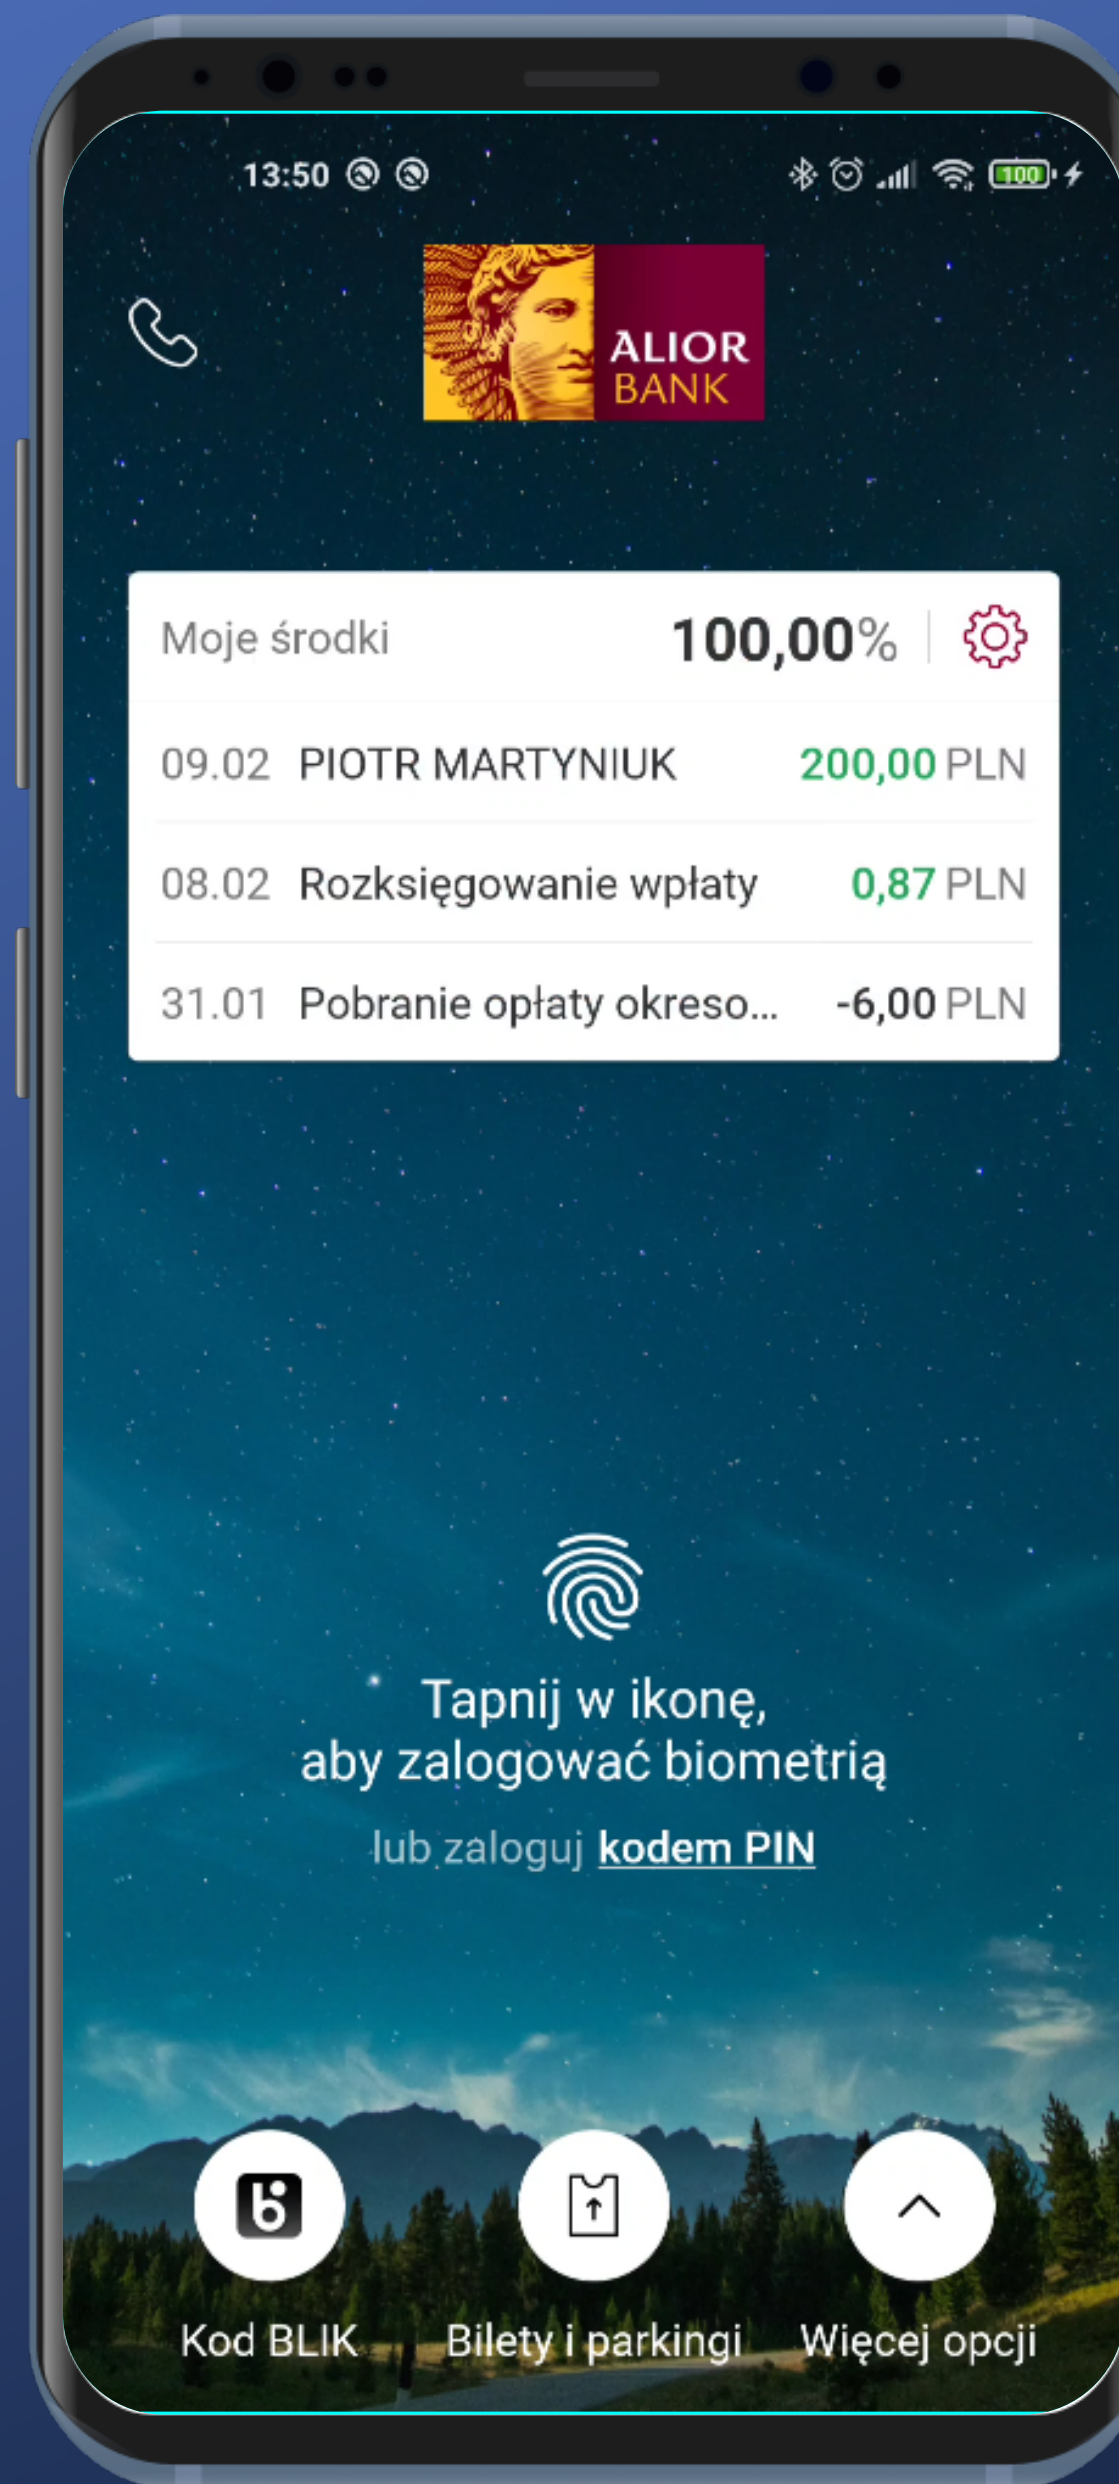 13:50
100
ALIOR
BANK
Moje środki 100,00%
09.02 PIOTR MARTYNIUK 200,00 PLN
08.02 Rozksięgowanie wpłaty 0,87 PLN
31.01 Pobranie opłaty okreso... -6,00 PLN
Tapnij w ikonę,
aby zalogować biometrią
lub zaloguj kodem PIN
Kod BLIK Bilety i parkingi Więcej opcji